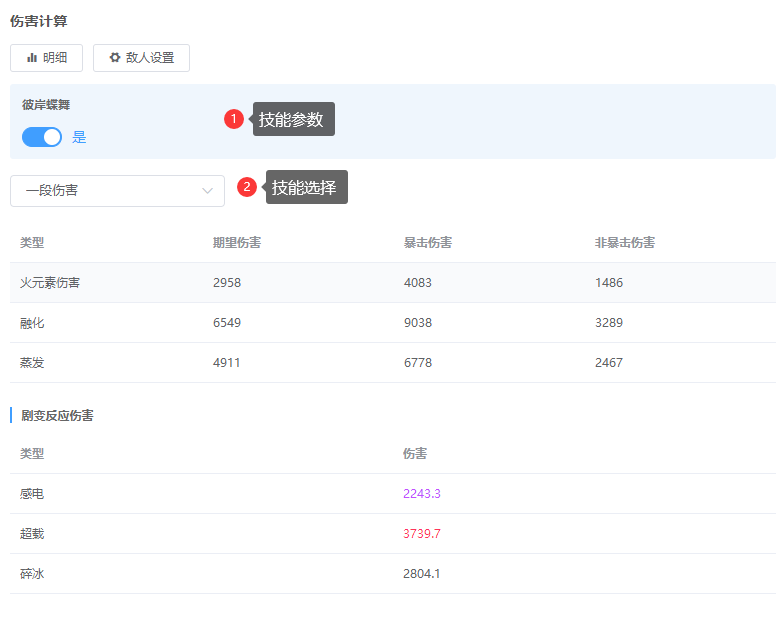 伤害计算
明细 敌人设置
彼岸蝶舞
1 技能参数
是
一段伤害 2 技能选择
类型 期望伤害 暴击伤害 非暴击伤害
火元素伤害 2958 4083 1486
融化 6549 9038 3289
蒸发 4911 6778 2467
剧变反应伤害
类型 伤害
感电 2243.3
超载 3739.7
碎冰 2804.1